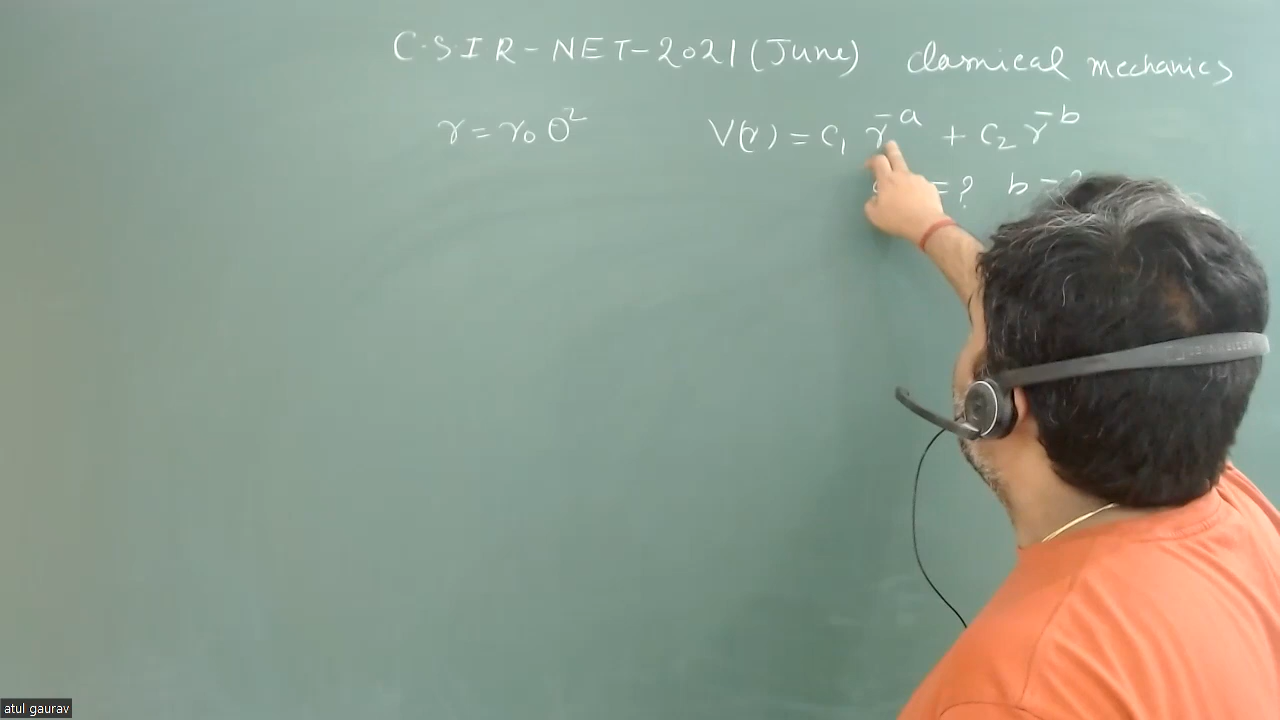 C.S.I.R-NET-2021 (June) classical mechanics
r = r₀ θ² V(r) = C₁ r⁻ᵃ + C₂ r⁻ᵇ
= ? b = ?
atul gaurav